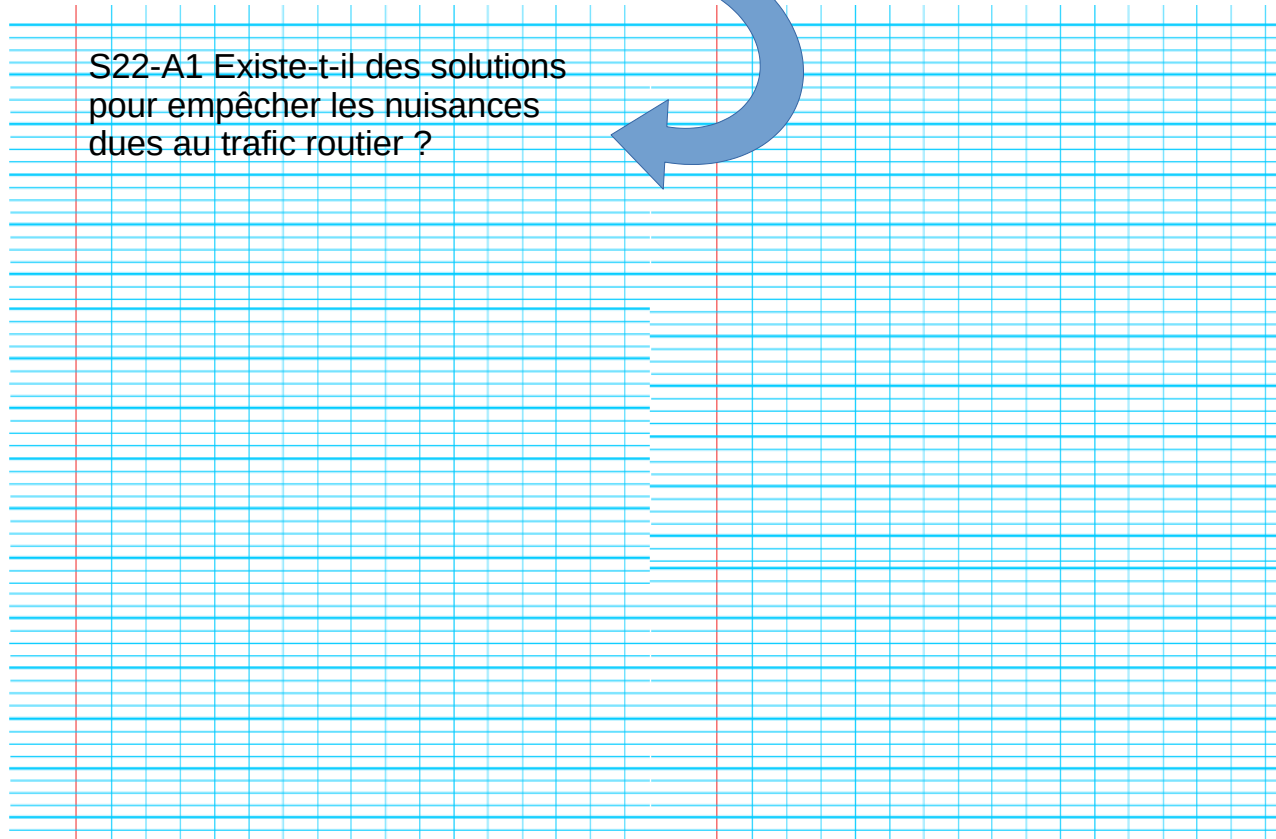 S22-A1 Existe-t-il des solutions
pour empêcher les nuisances
dues au trafic routier ?